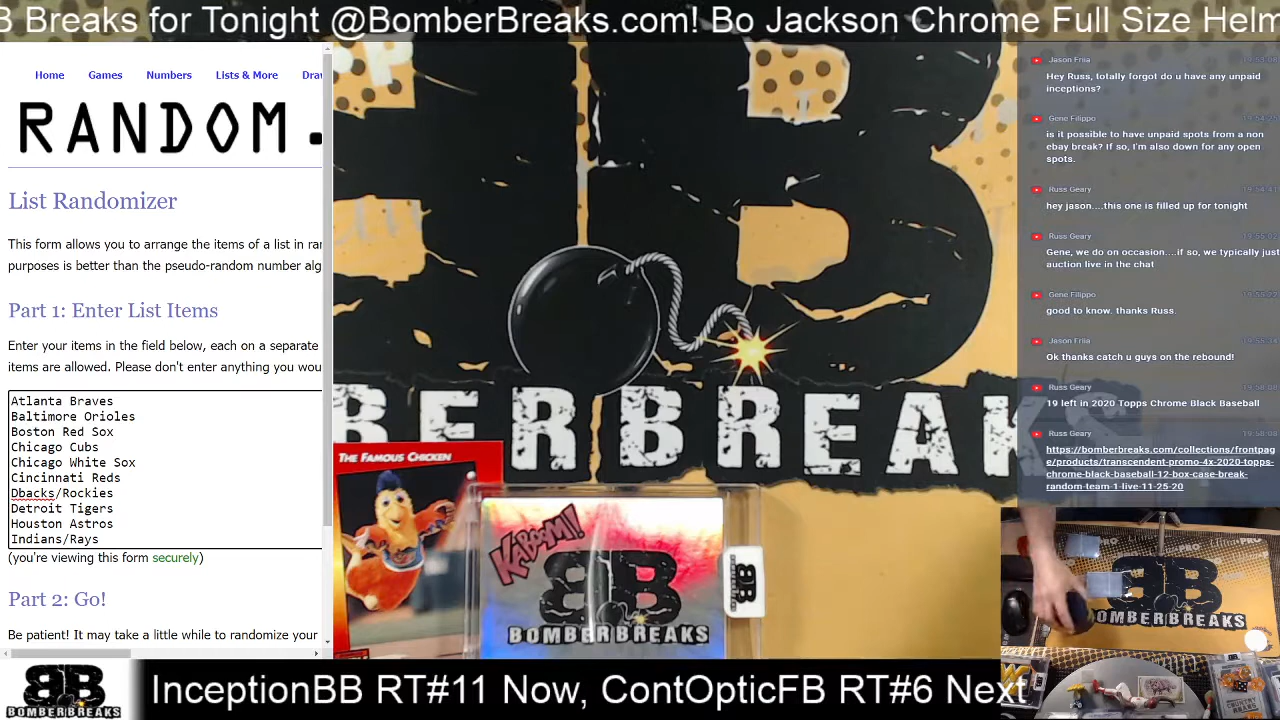 B Breaks for Tonight @BomberBreaks.com! Bo Jackson Chrome Full Size Helm
Home Games Numbers Lists & More Dra
RANDOM.
List Randomizer
This form allows you to arrange the items of a list in ra
purposes is better than the pseudo-random number alg
Part 1: Enter List Items
Enter your items in the field below, each on a separate
items are allowed. Please don't enter anything you wou
Atlanta Braves
Baltimore Orioles
Boston Red Sox
Chicago Cubs
Chicago White Sox
Cincinnati Reds
Dbacks/Rockies
Detroit Tigers
Houston Astros
Indians/Rays
(you're viewing this form securely)
Part 2: Go!
Be patient! It may take a little while to randomize your
BB
BERBREAK
THE FAMOUS CHICKEN
KABOOM!
BB
BOMBERBREAKS
BB
Jason Friia
Hey Russ, totally forgot do u have any unpaid
inceptions?
Gene Filippo
is it possible to have unpaid spots from a non
ebay break? If so, I'm also down for any open
spots.
Russ Geary
hey jason....this one is filled up for tonight
Russ Geary
Gene, we do on occasion....if so, we typically just
auction live in the chat
Gene Filippo
good to know. thanks Russ.
Jason Friia
Ok thanks catch u guys on the rebound!
Russ Geary
19 left in 2020 Topps Chrome Black Baseball
Russ Geary
https://bomberbreaks.com/collections/frontpag
e/products/transcendent-promo-4x-2020-topps-
chrome-black-baseball-12-box-case-break-
random-team-1-live-11-25-20
BB
BOMBERBREAKS
BB
BOMBERBREAKS
InceptionBB RT#11 Now, ContOpticFB RT#6 Next